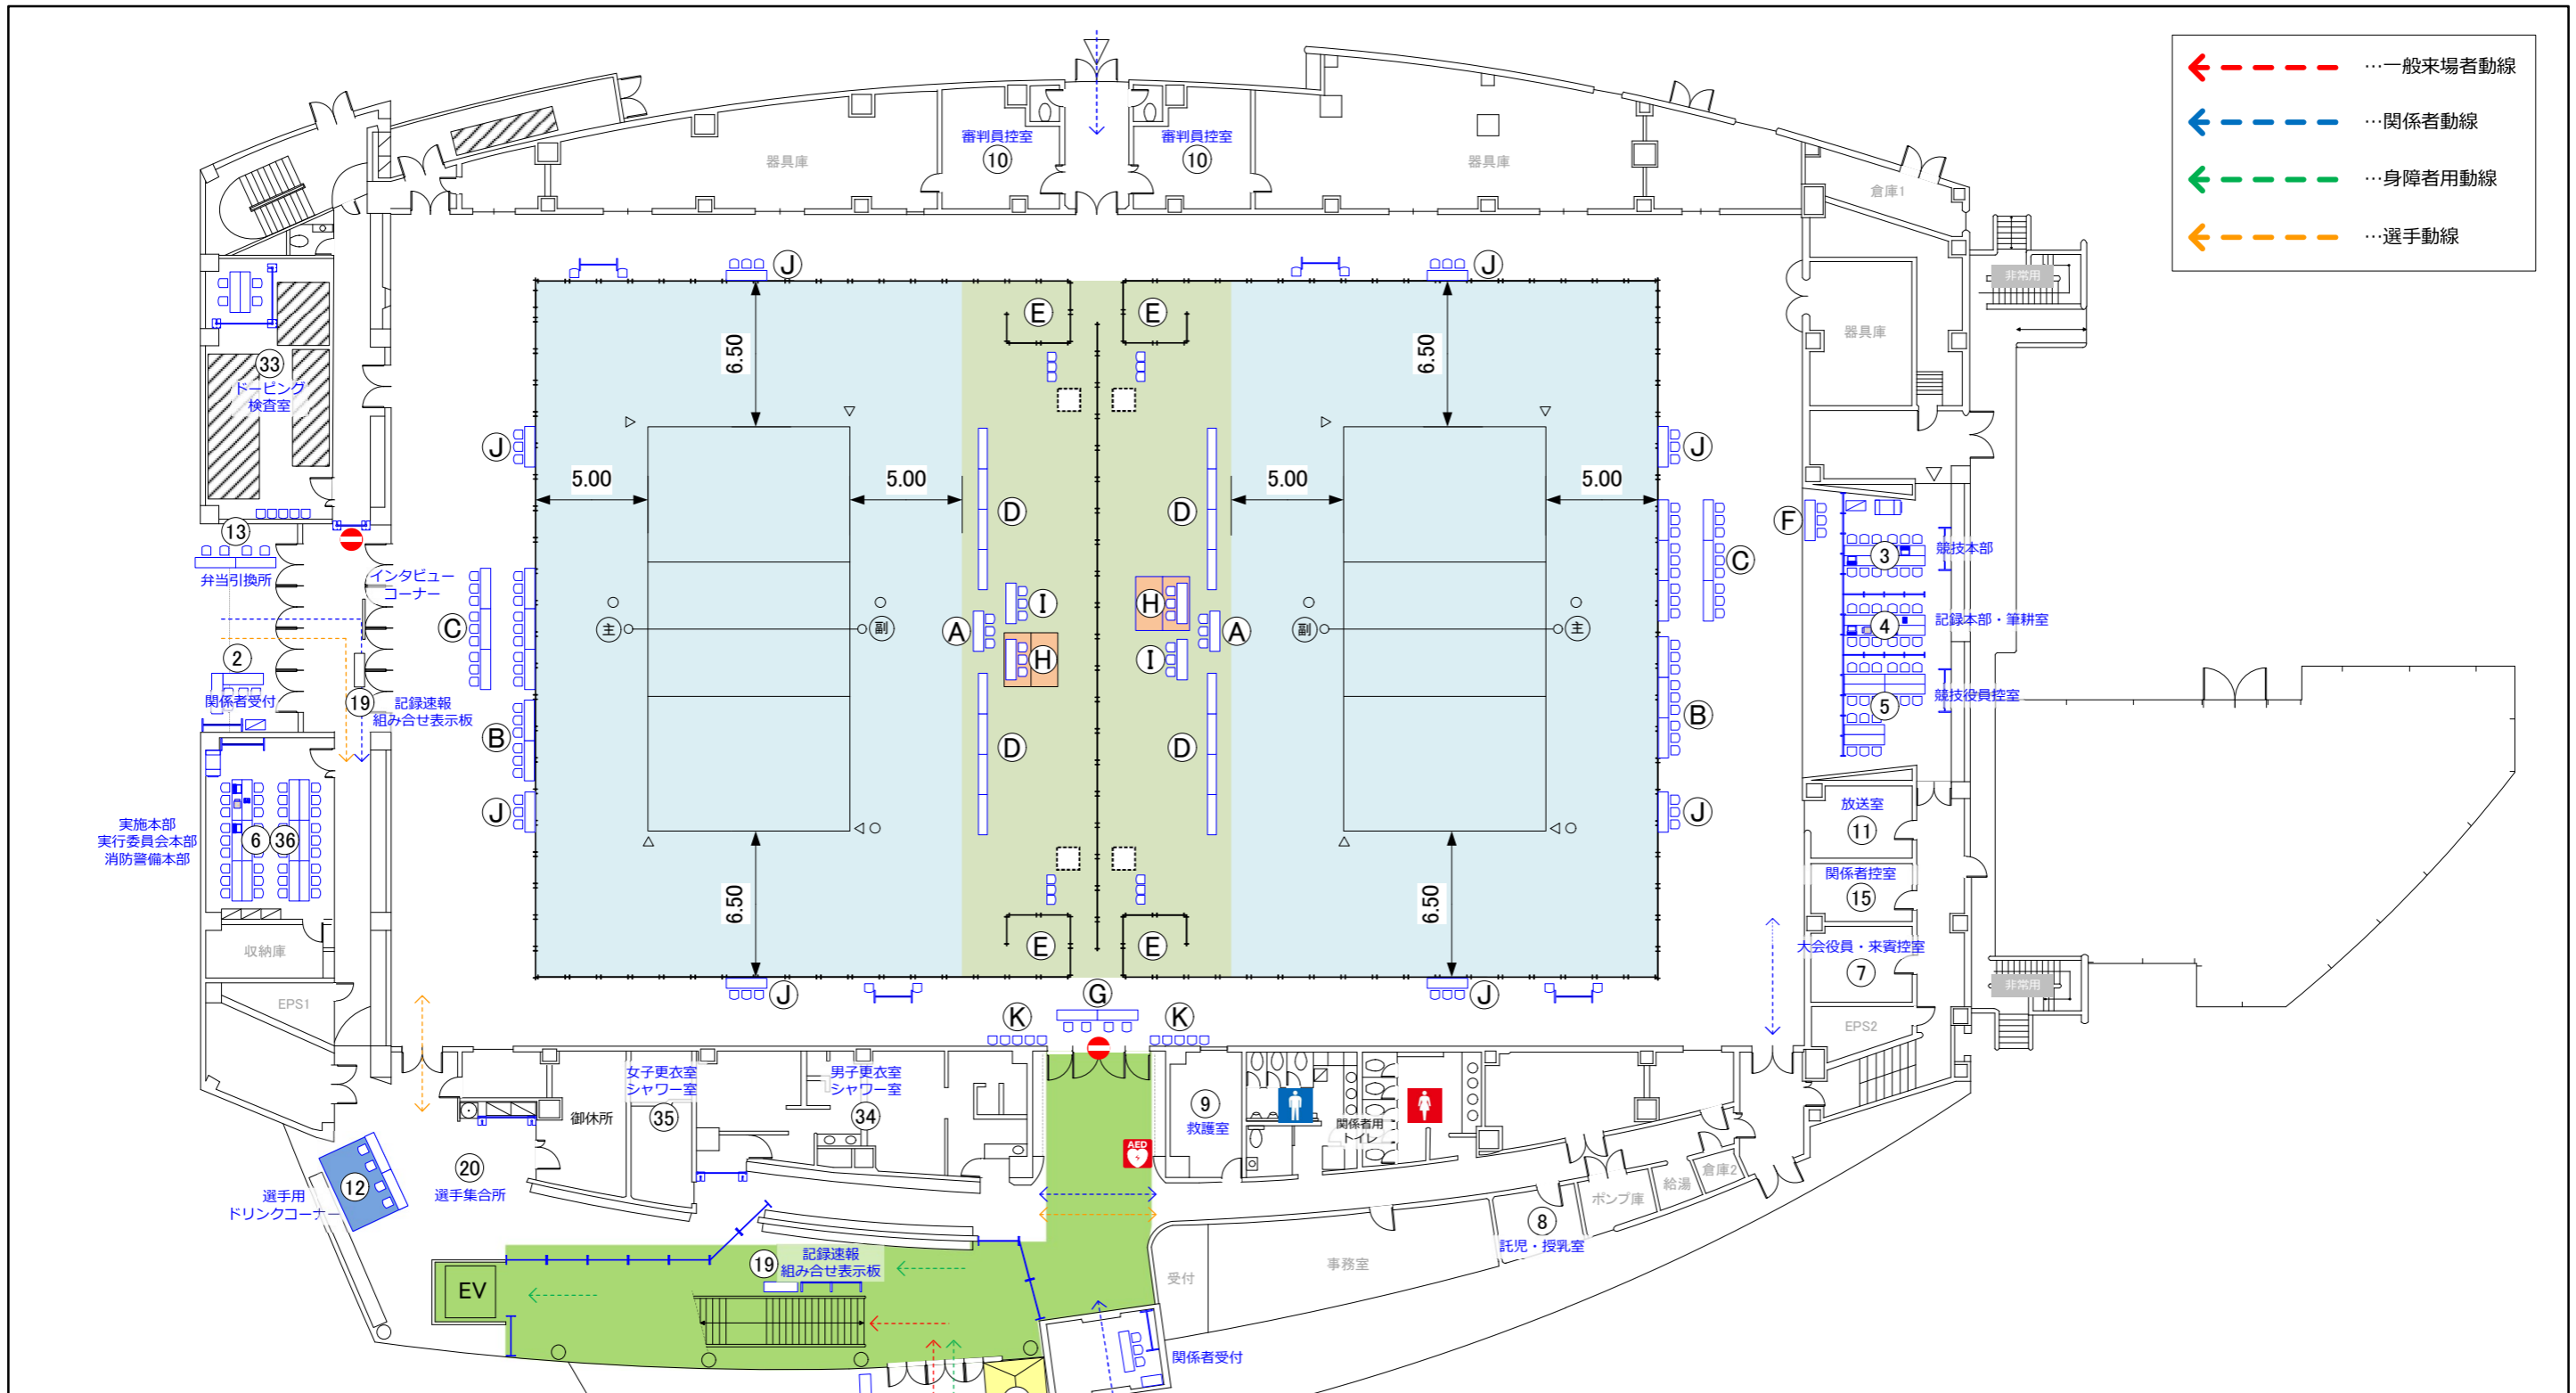 …一般来場者動線
…関係者動線
…身障者用動線
…選手動線
審判員控室
10
審判員控室
10
器具庫
器具庫
倉庫1
非常用
器具庫
J
J
E
E
6.50
6.50
33
ドーピング
検査室
J
J
5.00
5.00
5.00
5.00
D
D
13
弁当引換所
インタビュー
コーナー
C
C
F
3
競技本部
4
記録本部・筆耕室
5
競技役員控室
I
H
A
H
I
A
主
副
副
主
2
関係者受付
19
記録速報
組み合せ表示板
B
B
D
D
J
J
実施本部
実行委員会本部
消防警備本部
6
36
放送室
11
関係者控室
15
大会役員・来賓控室
7
非常用
収納庫
EPS1
EPS2
6.50
6.50
E
E
J
J
G
K
K
女子更衣室
シャワー室
35
男子更衣室
シャワー室
34
御休所
20
選手集合所
12
選手用
ドリンクコーナー
AED
9
救護室
関係者用
トイレ
倉庫2
給湯
ポンプ庫
8
託児・授乳室
事務室
受付
19
記録速報
組み合せ表示板
EV
関係者受付